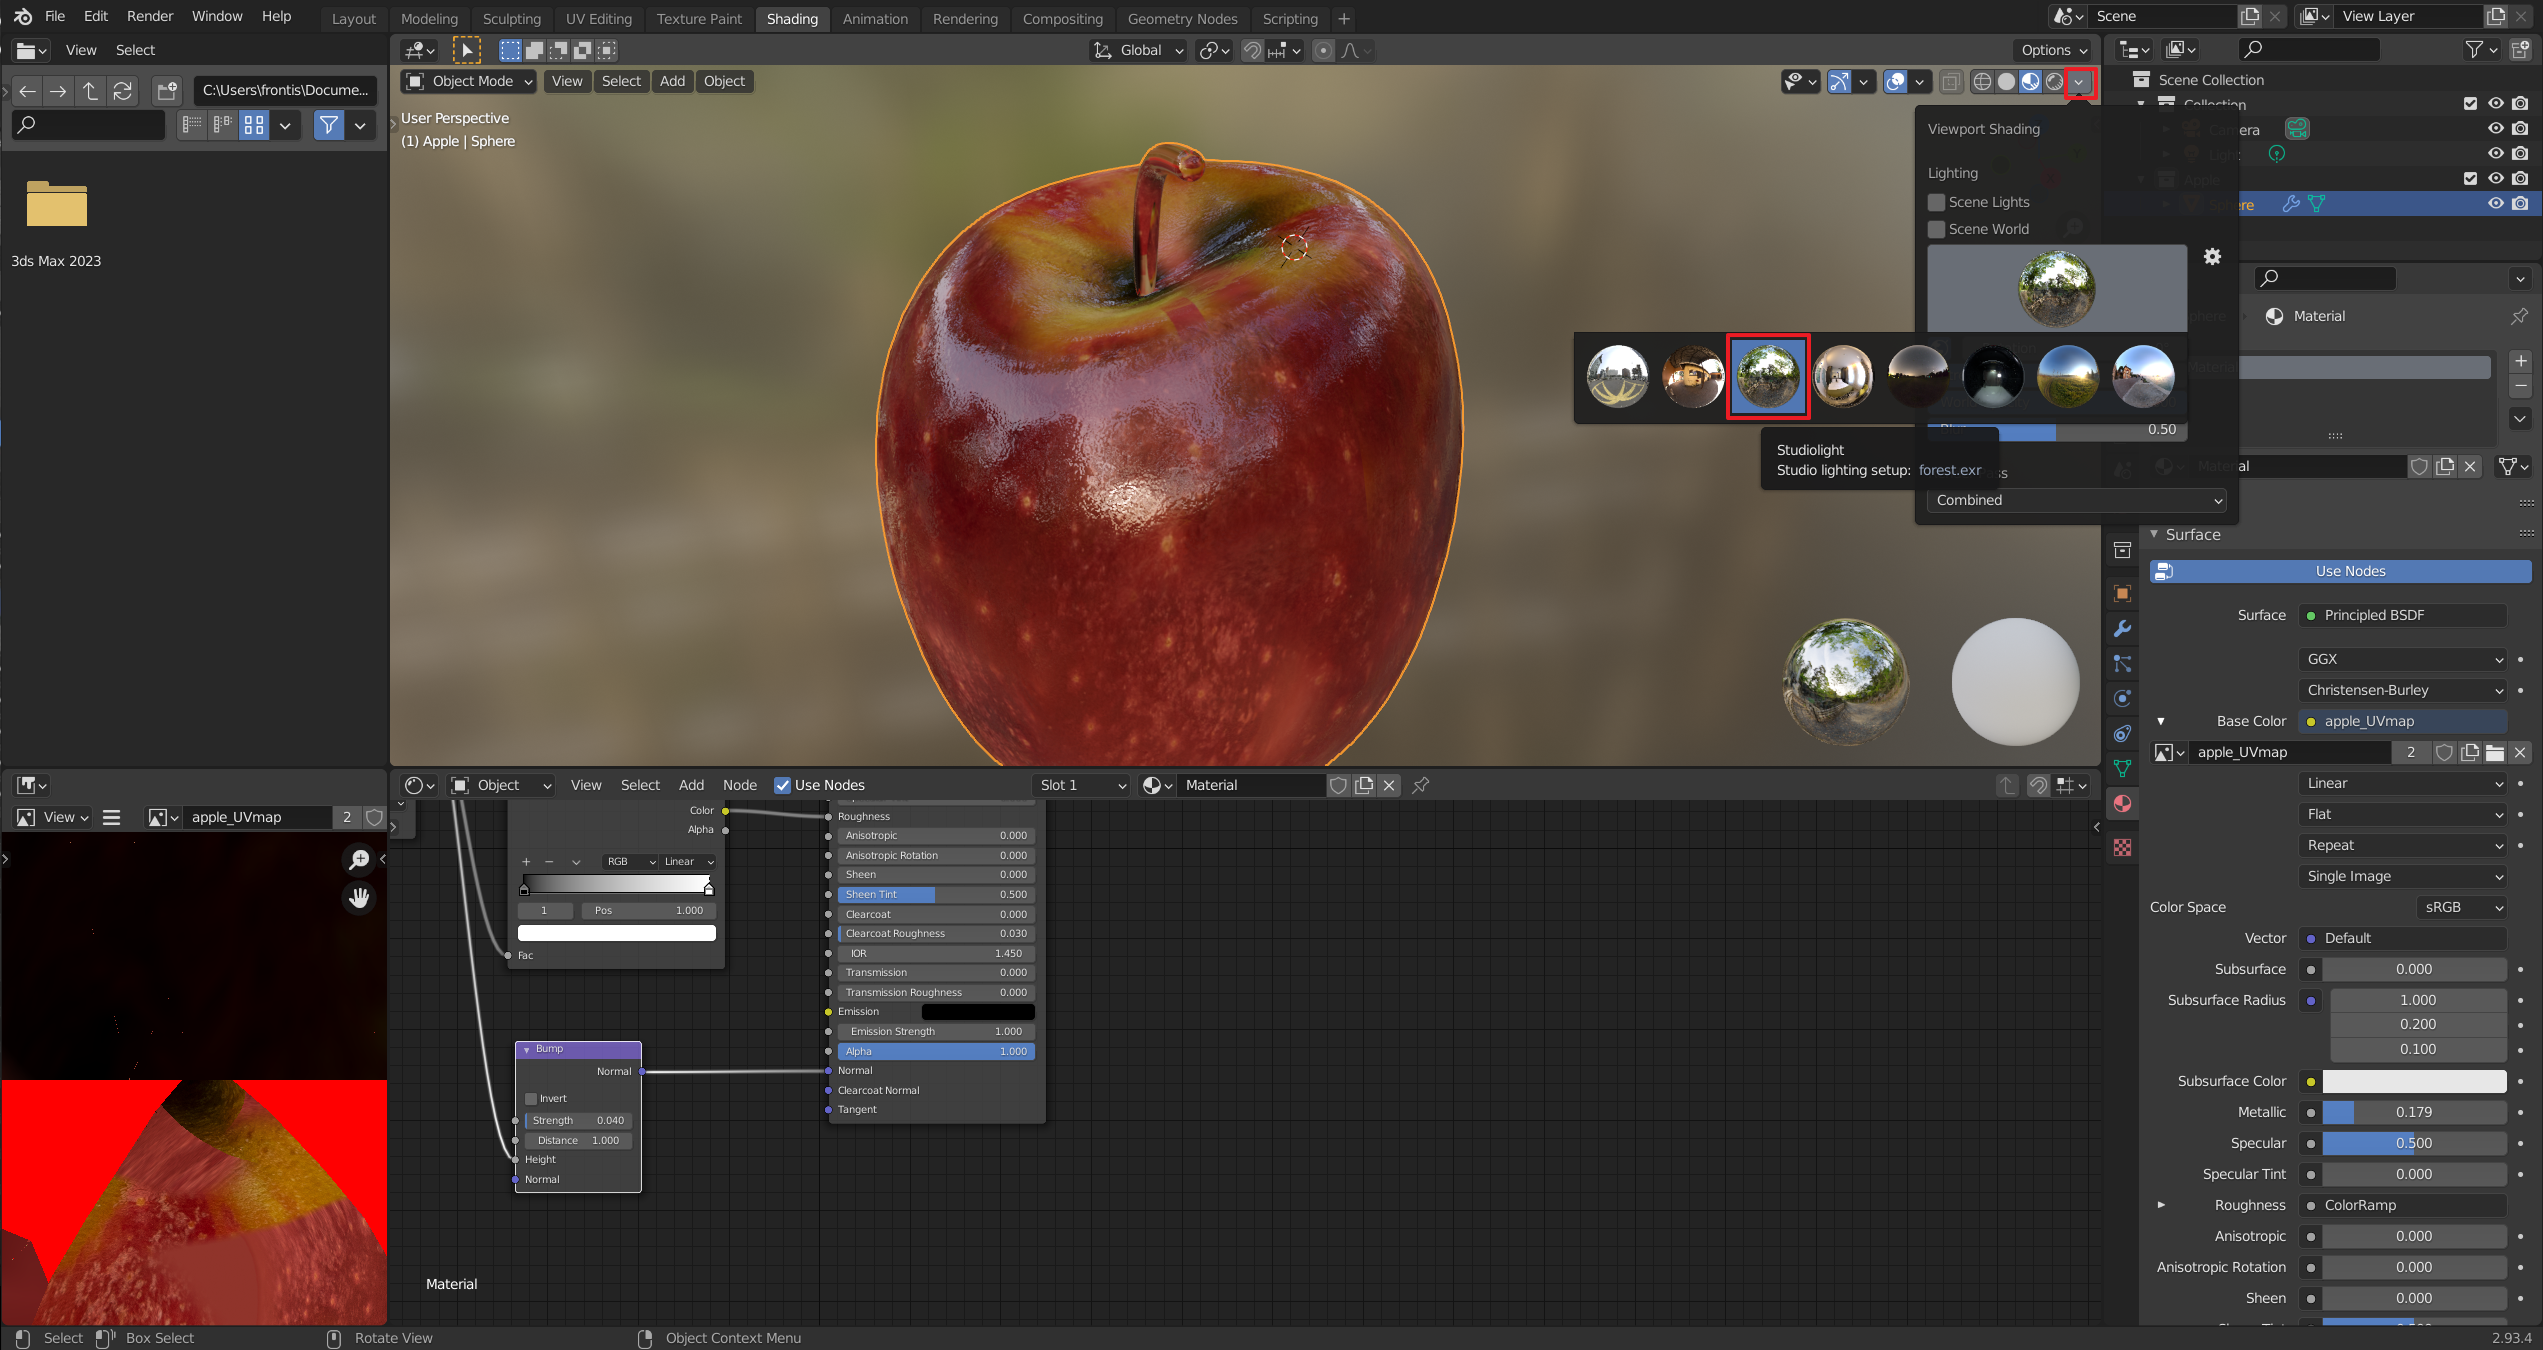 File Edit Render Window Help
Layout Modeling Sculpting UV Editing Texture Paint Shading Animation Rendering Compositing Geometry Nodes Scripting +
Scene
View Layer
View Select
Global
Options
C:\Users\frontis\Docume...
Object Mode View Select Add Object
User Perspective
(1) Apple | Sphere
3ds Max 2023
Viewport Shading
Lighting
Scene Lights
Scene World
0.50
Studiolight
Studio lighting setup: forest.exr
Combined
Scene Collection
Collection
Camera
Light
Apple
Sphere
Material
Material
Surface
Use Nodes
Surface Principled BSDF
GGX
Christensen-Burley
Base Color apple_UVmap
apple_UVmap 2
Linear
Flat
Repeat
Single Image
Color Space sRGB
Vector Default
Subsurface 0.000
Subsurface Radius 1.000
0.200
0.100
Subsurface Color
Metallic 0.179
Specular 0.500
Specular Tint 0.000
Roughness ColorRamp
Anisotropic 0.000
Anisotropic Rotation 0.000
Sheen 0.000
View apple_UVmap 2
Object View Select Add Node Use Nodes Slot 1 Material
Color
Alpha
RGB Linear
1 Pos 1.000
Fac
Roughness
Anisotropic 0.000
Anisotropic Rotation 0.000
Sheen 0.000
Sheen Tint 0.500
Clearcoat 0.000
Clearcoat Roughness 0.030
IOR 1.450
Transmission 0.000
Transmission Roughness 0.000
Emission
Emission Strength 1.000
Alpha 1.000
Normal
Clearcoat Normal
Tangent
Bump
Normal
Invert
Strength 0.040
Distance 1.000
Height
Normal
Material
Select Box Select Rotate View Object Context Menu 2.93.4